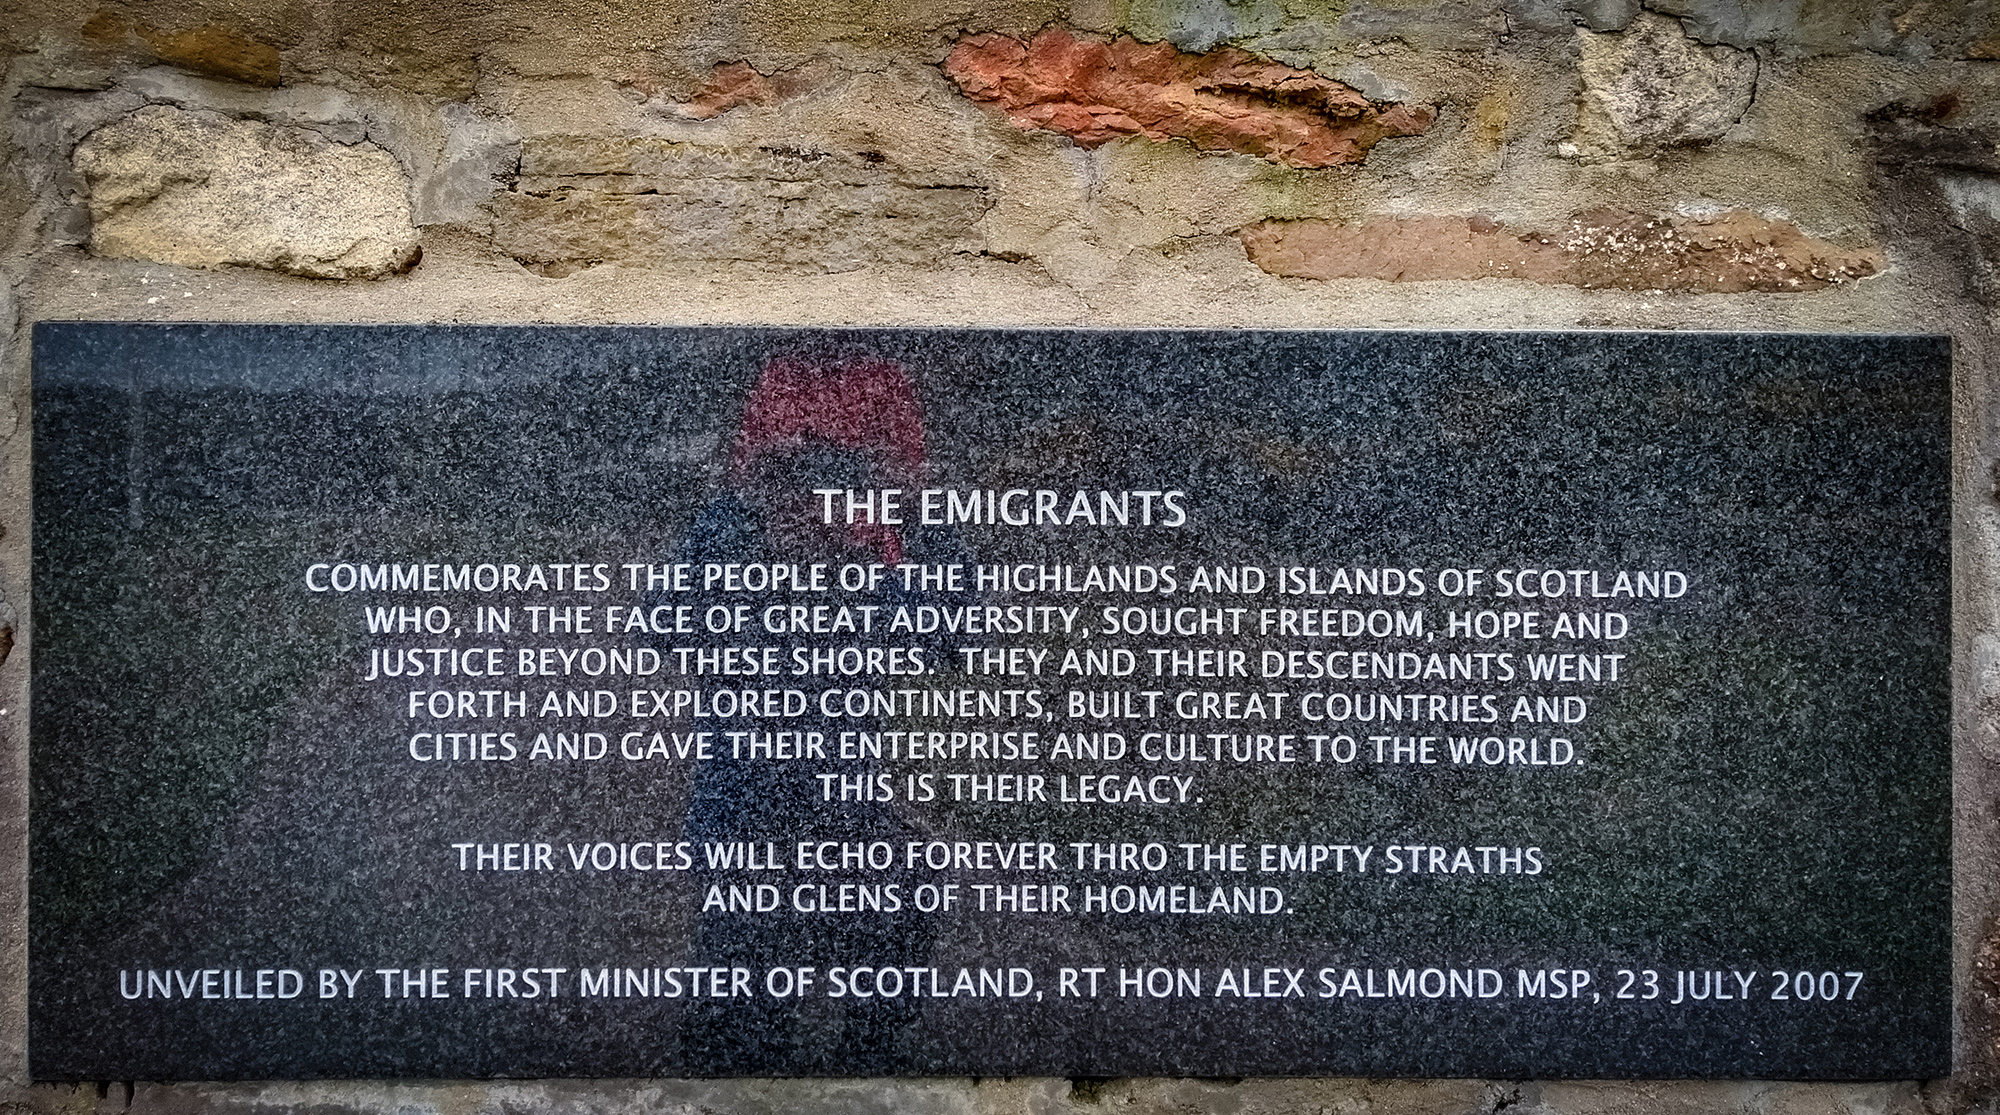 THE EMIGRANTS
COMMEMORATES THE PEOPLE OF THE HIGHLANDS AND ISLANDS OF SCOTLAND
WHO, IN THE FACE OF GREAT ADVERSITY, SOUGHT FREEDOM, HOPE AND
JUSTICE BEYOND THESE SHORES. THEY AND THEIR DESCENDANTS WENT
FORTH AND EXPLORED CONTINENTS, BUILT GREAT COUNTRIES AND
CITIES AND GAVE THEIR ENTERPRISE AND CULTURE TO THE WORLD.
THIS IS THEIR LEGACY.
THEIR VOICES WILL ECHO FOREVER THRO THE EMPTY STRATHS
AND GLENS OF THEIR HOMELAND.
UNVEILED BY THE FIRST MINISTER OF SCOTLAND, RT HON ALEX SALMOND MSP, 23 JULY 2007